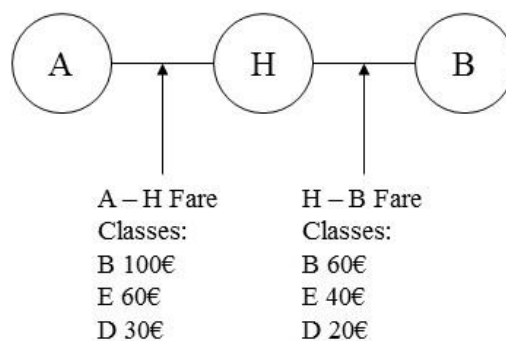 A
H
B
A – H Fare
Classes:
B 100€
E 60€
D 30€
H – B Fare
Classes:
B 60€
E 40€
D 20€